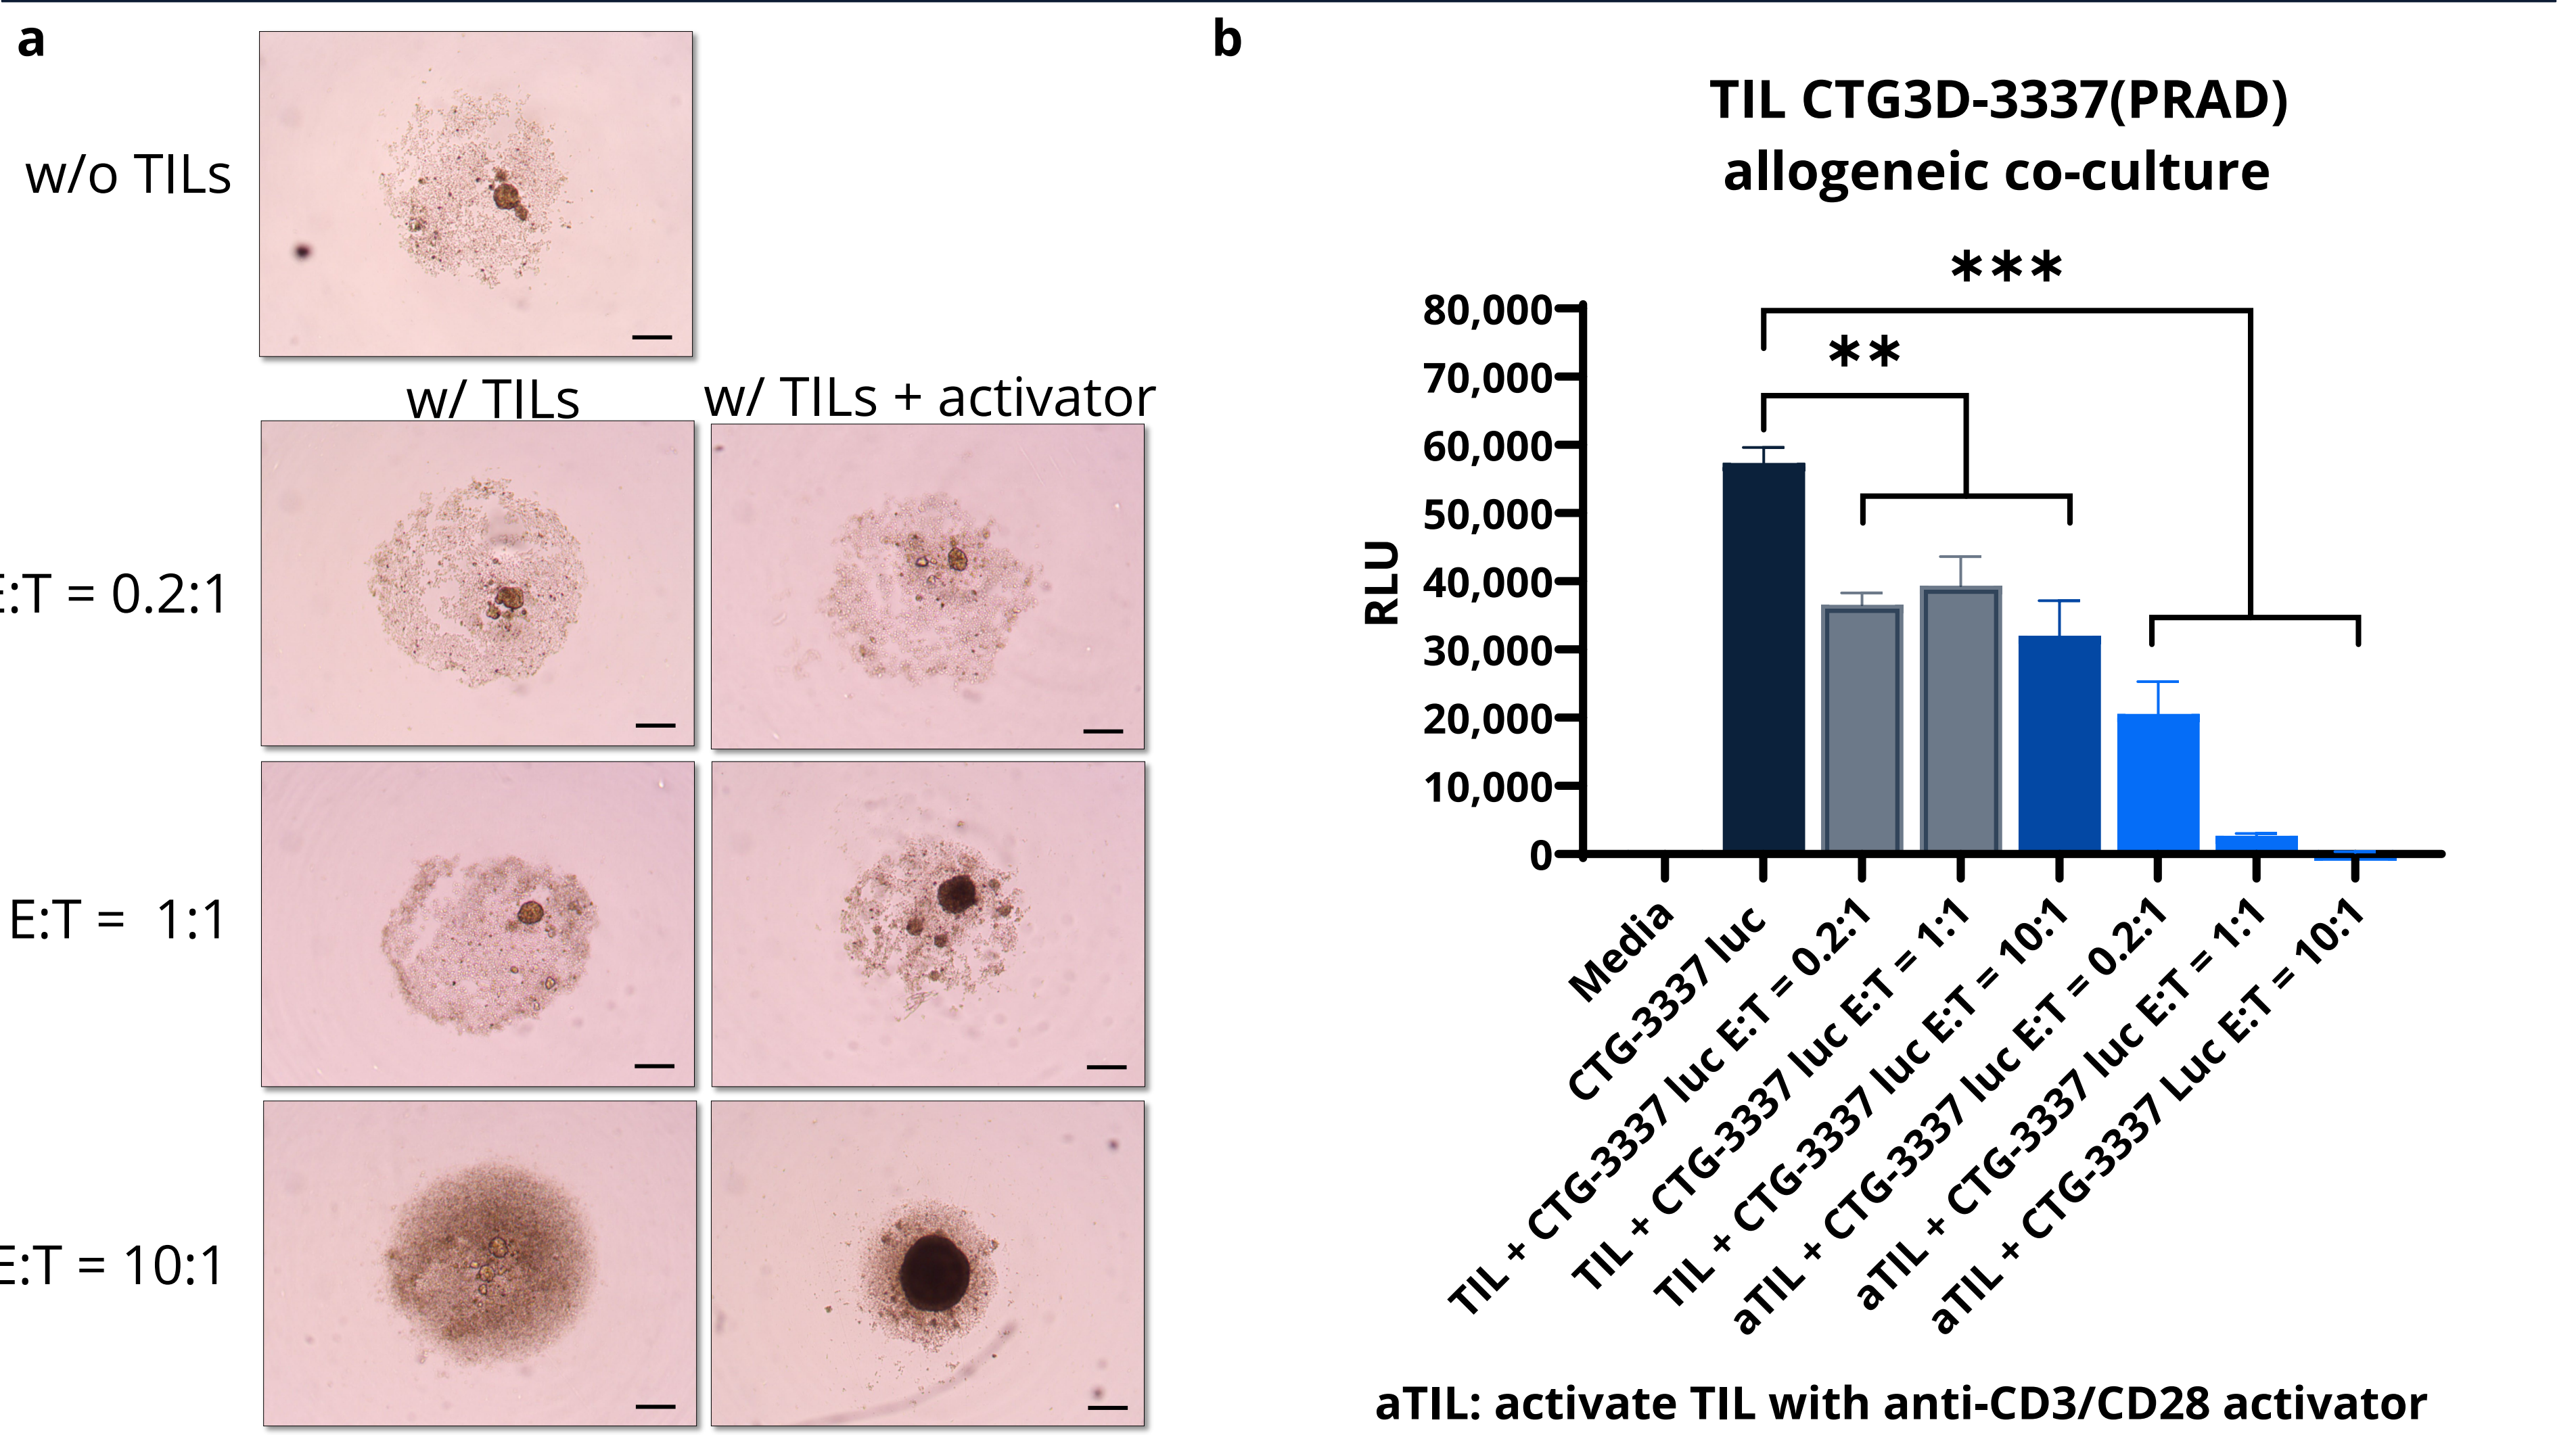 a
w/o TILs
w/ TILs
w/ TILs + activator
E:T = 0.2:1
E:T = 1:1
E:T = 10:1
b
TIL CTG3D-3337(PRAD)
allogeneic co-culture
***
**
RLU
80,000
70,000
60,000
50,000
40,000
30,000
20,000
10,000
0
Media
CTG-3337 luc
TIL + CTG-3337 luc E:T = 0.2:1
TIL + CTG-3337 luc E:T = 1:1
TIL + CTG-3337 luc E:T = 10:1
aTIL + CTG-3337 luc E:T = 0.2:1
aTIL + CTG-3337 luc E:T = 1:1
aTIL + CTG-3337 Luc E:T = 10:1
aTIL: activate TIL with anti-CD3/CD28 activator